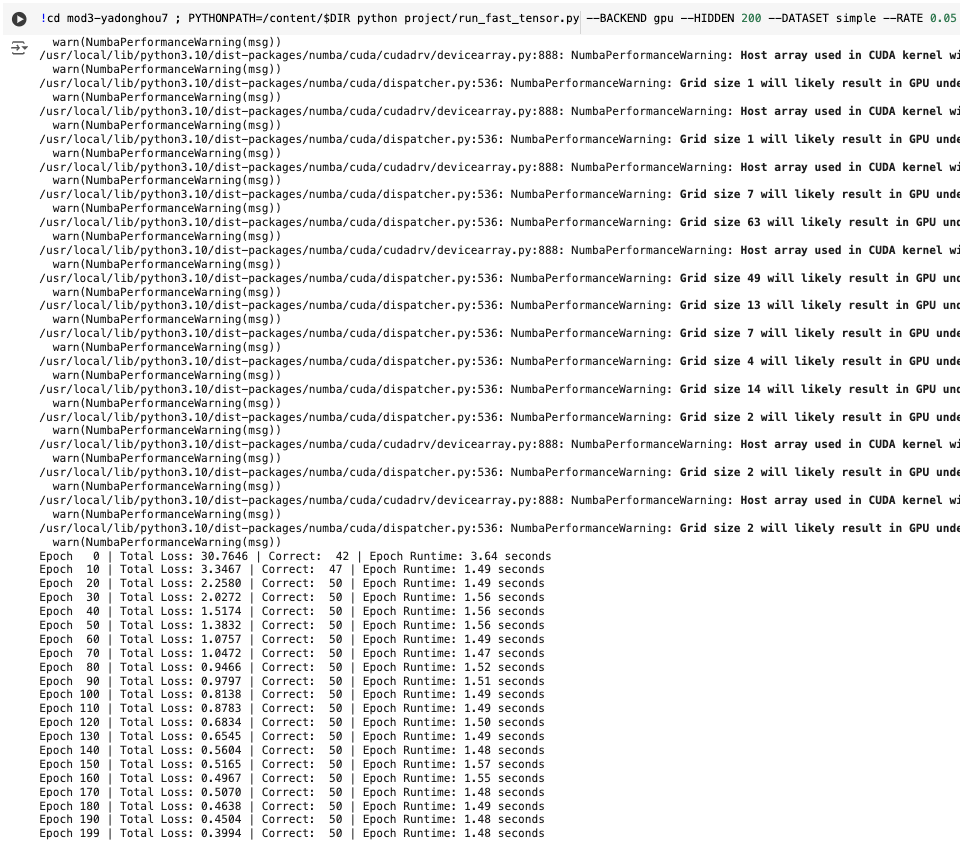 !cd mod3-yadonghou7 ; PYTHONPATH=/content/$DIR python project/run_fast_tensor.py --BACKEND gpu --HIDDEN 200 --DATASET simple --RATE 0.05
warn(NumbaPerformanceWarning(msg))
/usr/local/lib/python3.10/dist-packages/numba/cuda/cudadrv/devicearray.py:888: NumbaPerformanceWarning: Host array used in CUDA kernel wi
warn(NumbaPerformanceWarning(msg))
/usr/local/lib/python3.10/dist-packages/numba/cuda/dispatcher.py:536: NumbaPerformanceWarning: Grid size 1 will likely result in GPU unde
warn(NumbaPerformanceWarning(msg))
/usr/local/lib/python3.10/dist-packages/numba/cuda/cudadrv/devicearray.py:888: NumbaPerformanceWarning: Host array used in CUDA kernel wi
warn(NumbaPerformanceWarning(msg))
/usr/local/lib/python3.10/dist-packages/numba/cuda/dispatcher.py:536: NumbaPerformanceWarning: Grid size 1 will likely result in GPU unde
warn(NumbaPerformanceWarning(msg))
/usr/local/lib/python3.10/dist-packages/numba/cuda/cudadrv/devicearray.py:888: NumbaPerformanceWarning: Host array used in CUDA kernel wi
warn(NumbaPerformanceWarning(msg))
/usr/local/lib/python3.10/dist-packages/numba/cuda/dispatcher.py:536: NumbaPerformanceWarning: Grid size 7 will likely result in GPU unde
warn(NumbaPerformanceWarning(msg))
/usr/local/lib/python3.10/dist-packages/numba/cuda/dispatcher.py:536: NumbaPerformanceWarning: Grid size 63 will likely result in GPU und
warn(NumbaPerformanceWarning(msg))
/usr/local/lib/python3.10/dist-packages/numba/cuda/cudadrv/devicearray.py:888: NumbaPerformanceWarning: Host array used in CUDA kernel wi
warn(NumbaPerformanceWarning(msg))
/usr/local/lib/python3.10/dist-packages/numba/cuda/dispatcher.py:536: NumbaPerformanceWarning: Grid size 49 will likely result in GPU und
warn(NumbaPerformanceWarning(msg))
/usr/local/lib/python3.10/dist-packages/numba/cuda/dispatcher.py:536: NumbaPerformanceWarning: Grid size 13 will likely result in GPU und
warn(NumbaPerformanceWarning(msg))
/usr/local/lib/python3.10/dist-packages/numba/cuda/dispatcher.py:536: NumbaPerformanceWarning: Grid size 7 will likely result in GPU unde
warn(NumbaPerformanceWarning(msg))
/usr/local/lib/python3.10/dist-packages/numba/cuda/dispatcher.py:536: NumbaPerformanceWarning: Grid size 4 will likely result in GPU unde
warn(NumbaPerformanceWarning(msg))
/usr/local/lib/python3.10/dist-packages/numba/cuda/dispatcher.py:536: NumbaPerformanceWarning: Grid size 14 will likely result in GPU und
warn(NumbaPerformanceWarning(msg))
/usr/local/lib/python3.10/dist-packages/numba/cuda/dispatcher.py:536: NumbaPerformanceWarning: Grid size 2 will likely result in GPU unde
warn(NumbaPerformanceWarning(msg))
/usr/local/lib/python3.10/dist-packages/numba/cuda/cudadrv/devicearray.py:888: NumbaPerformanceWarning: Host array used in CUDA kernel wi
warn(NumbaPerformanceWarning(msg))
/usr/local/lib/python3.10/dist-packages/numba/cuda/dispatcher.py:536: NumbaPerformanceWarning: Grid size 2 will likely result in GPU unde
warn(NumbaPerformanceWarning(msg))
/usr/local/lib/python3.10/dist-packages/numba/cuda/cudadrv/devicearray.py:888: NumbaPerformanceWarning: Host array used in CUDA kernel wi
warn(NumbaPerformanceWarning(msg))
/usr/local/lib/python3.10/dist-packages/numba/cuda/dispatcher.py:536: NumbaPerformanceWarning: Grid size 2 will likely result in GPU unde
warn(NumbaPerformanceWarning(msg))
Epoch   0 | Total Loss: 30.7646 | Correct:  42 | Epoch Runtime: 3.64 seconds
Epoch  10 | Total Loss: 3.3467 | Correct:  47 | Epoch Runtime: 1.49 seconds
Epoch  20 | Total Loss: 2.2580 | Correct:  50 | Epoch Runtime: 1.49 seconds
Epoch  30 | Total Loss: 2.0272 | Correct:  50 | Epoch Runtime: 1.56 seconds
Epoch  40 | Total Loss: 1.5174 | Correct:  50 | Epoch Runtime: 1.56 seconds
Epoch  50 | Total Loss: 1.3832 | Correct:  50 | Epoch Runtime: 1.56 seconds
Epoch  60 | Total Loss: 1.0757 | Correct:  50 | Epoch Runtime: 1.49 seconds
Epoch  70 | Total Loss: 1.0472 | Correct:  50 | Epoch Runtime: 1.47 seconds
Epoch  80 | Total Loss: 0.9466 | Correct:  50 | Epoch Runtime: 1.52 seconds
Epoch  90 | Total Loss: 0.9797 | Correct:  50 | Epoch Runtime: 1.51 seconds
Epoch 100 | Total Loss: 0.8138 | Correct:  50 | Epoch Runtime: 1.49 seconds
Epoch 110 | Total Loss: 0.8783 | Correct:  50 | Epoch Runtime: 1.49 seconds
Epoch 120 | Total Loss: 0.6834 | Correct:  50 | Epoch Runtime: 1.50 seconds
Epoch 130 | Total Loss: 0.6545 | Correct:  50 | Epoch Runtime: 1.49 seconds
Epoch 140 | Total Loss: 0.5604 | Correct:  50 | Epoch Runtime: 1.48 seconds
Epoch 150 | Total Loss: 0.5165 | Correct:  50 | Epoch Runtime: 1.57 seconds
Epoch 160 | Total Loss: 0.4967 | Correct:  50 | Epoch Runtime: 1.55 seconds
Epoch 170 | Total Loss: 0.5070 | Correct:  50 | Epoch Runtime: 1.48 seconds
Epoch 180 | Total Loss: 0.4638 | Correct:  50 | Epoch Runtime: 1.49 seconds
Epoch 190 | Total Loss: 0.4504 | Correct:  50 | Epoch Runtime: 1.48 seconds
Epoch 199 | Total Loss: 0.3994 | Correct:  50 | Epoch Runtime: 1.48 seconds